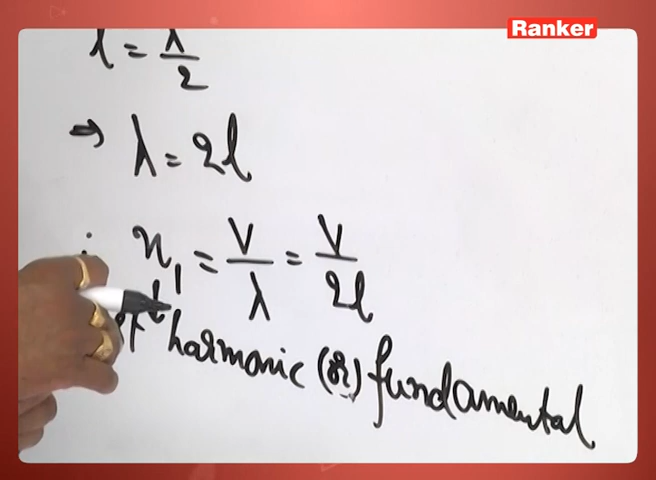 Ranker
l = λ/2
⇒ λ = 2l
∴ n₁ = V/λ = V/2l
harmonic (or) fundamental